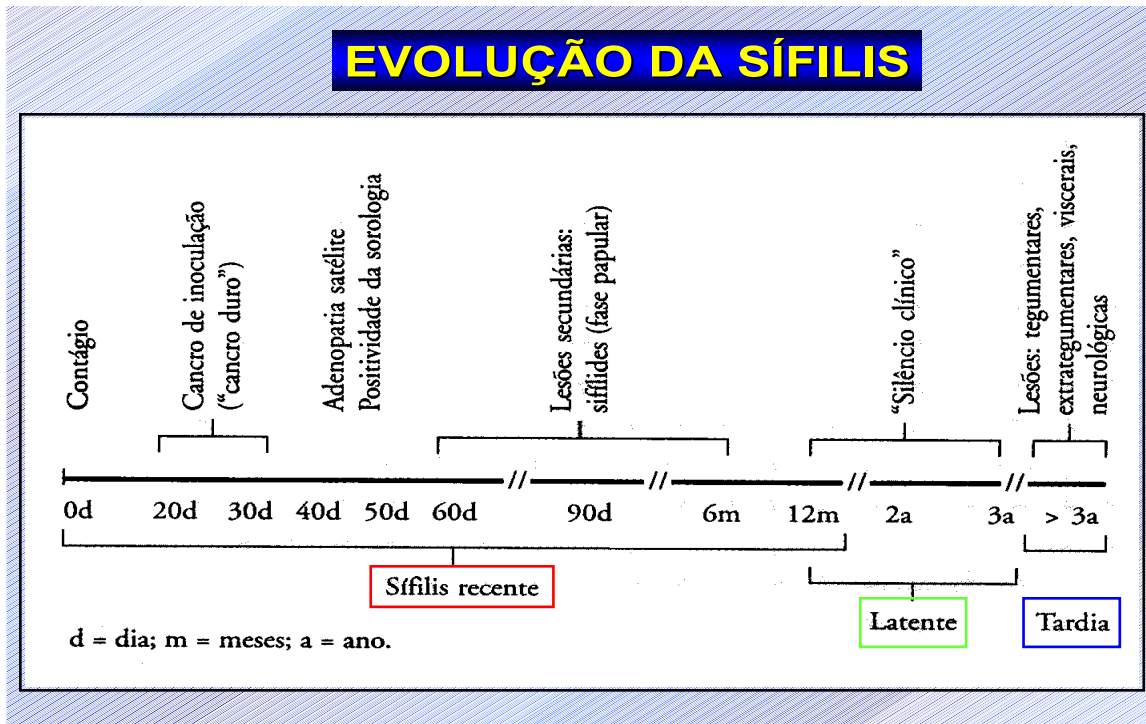 EVOLUÇÃO DA SÍFILIS
Contágio
Cancro de inoculação
("cancro duro")
Adenopatia satélite
Positividade da sorologia
Lesões secundárias:
sifílides (fase papular)
"Silêncio clínico"
Lesões: tegumentares,
extrategumentares, viscerais,
neurológicas
// // // //
0d 20d 30d 40d 50d 60d 90d 6m 12m 2a 3a > 3a
Sífilis recente
Latente
Tardia
d = dia; m = meses; a = ano.